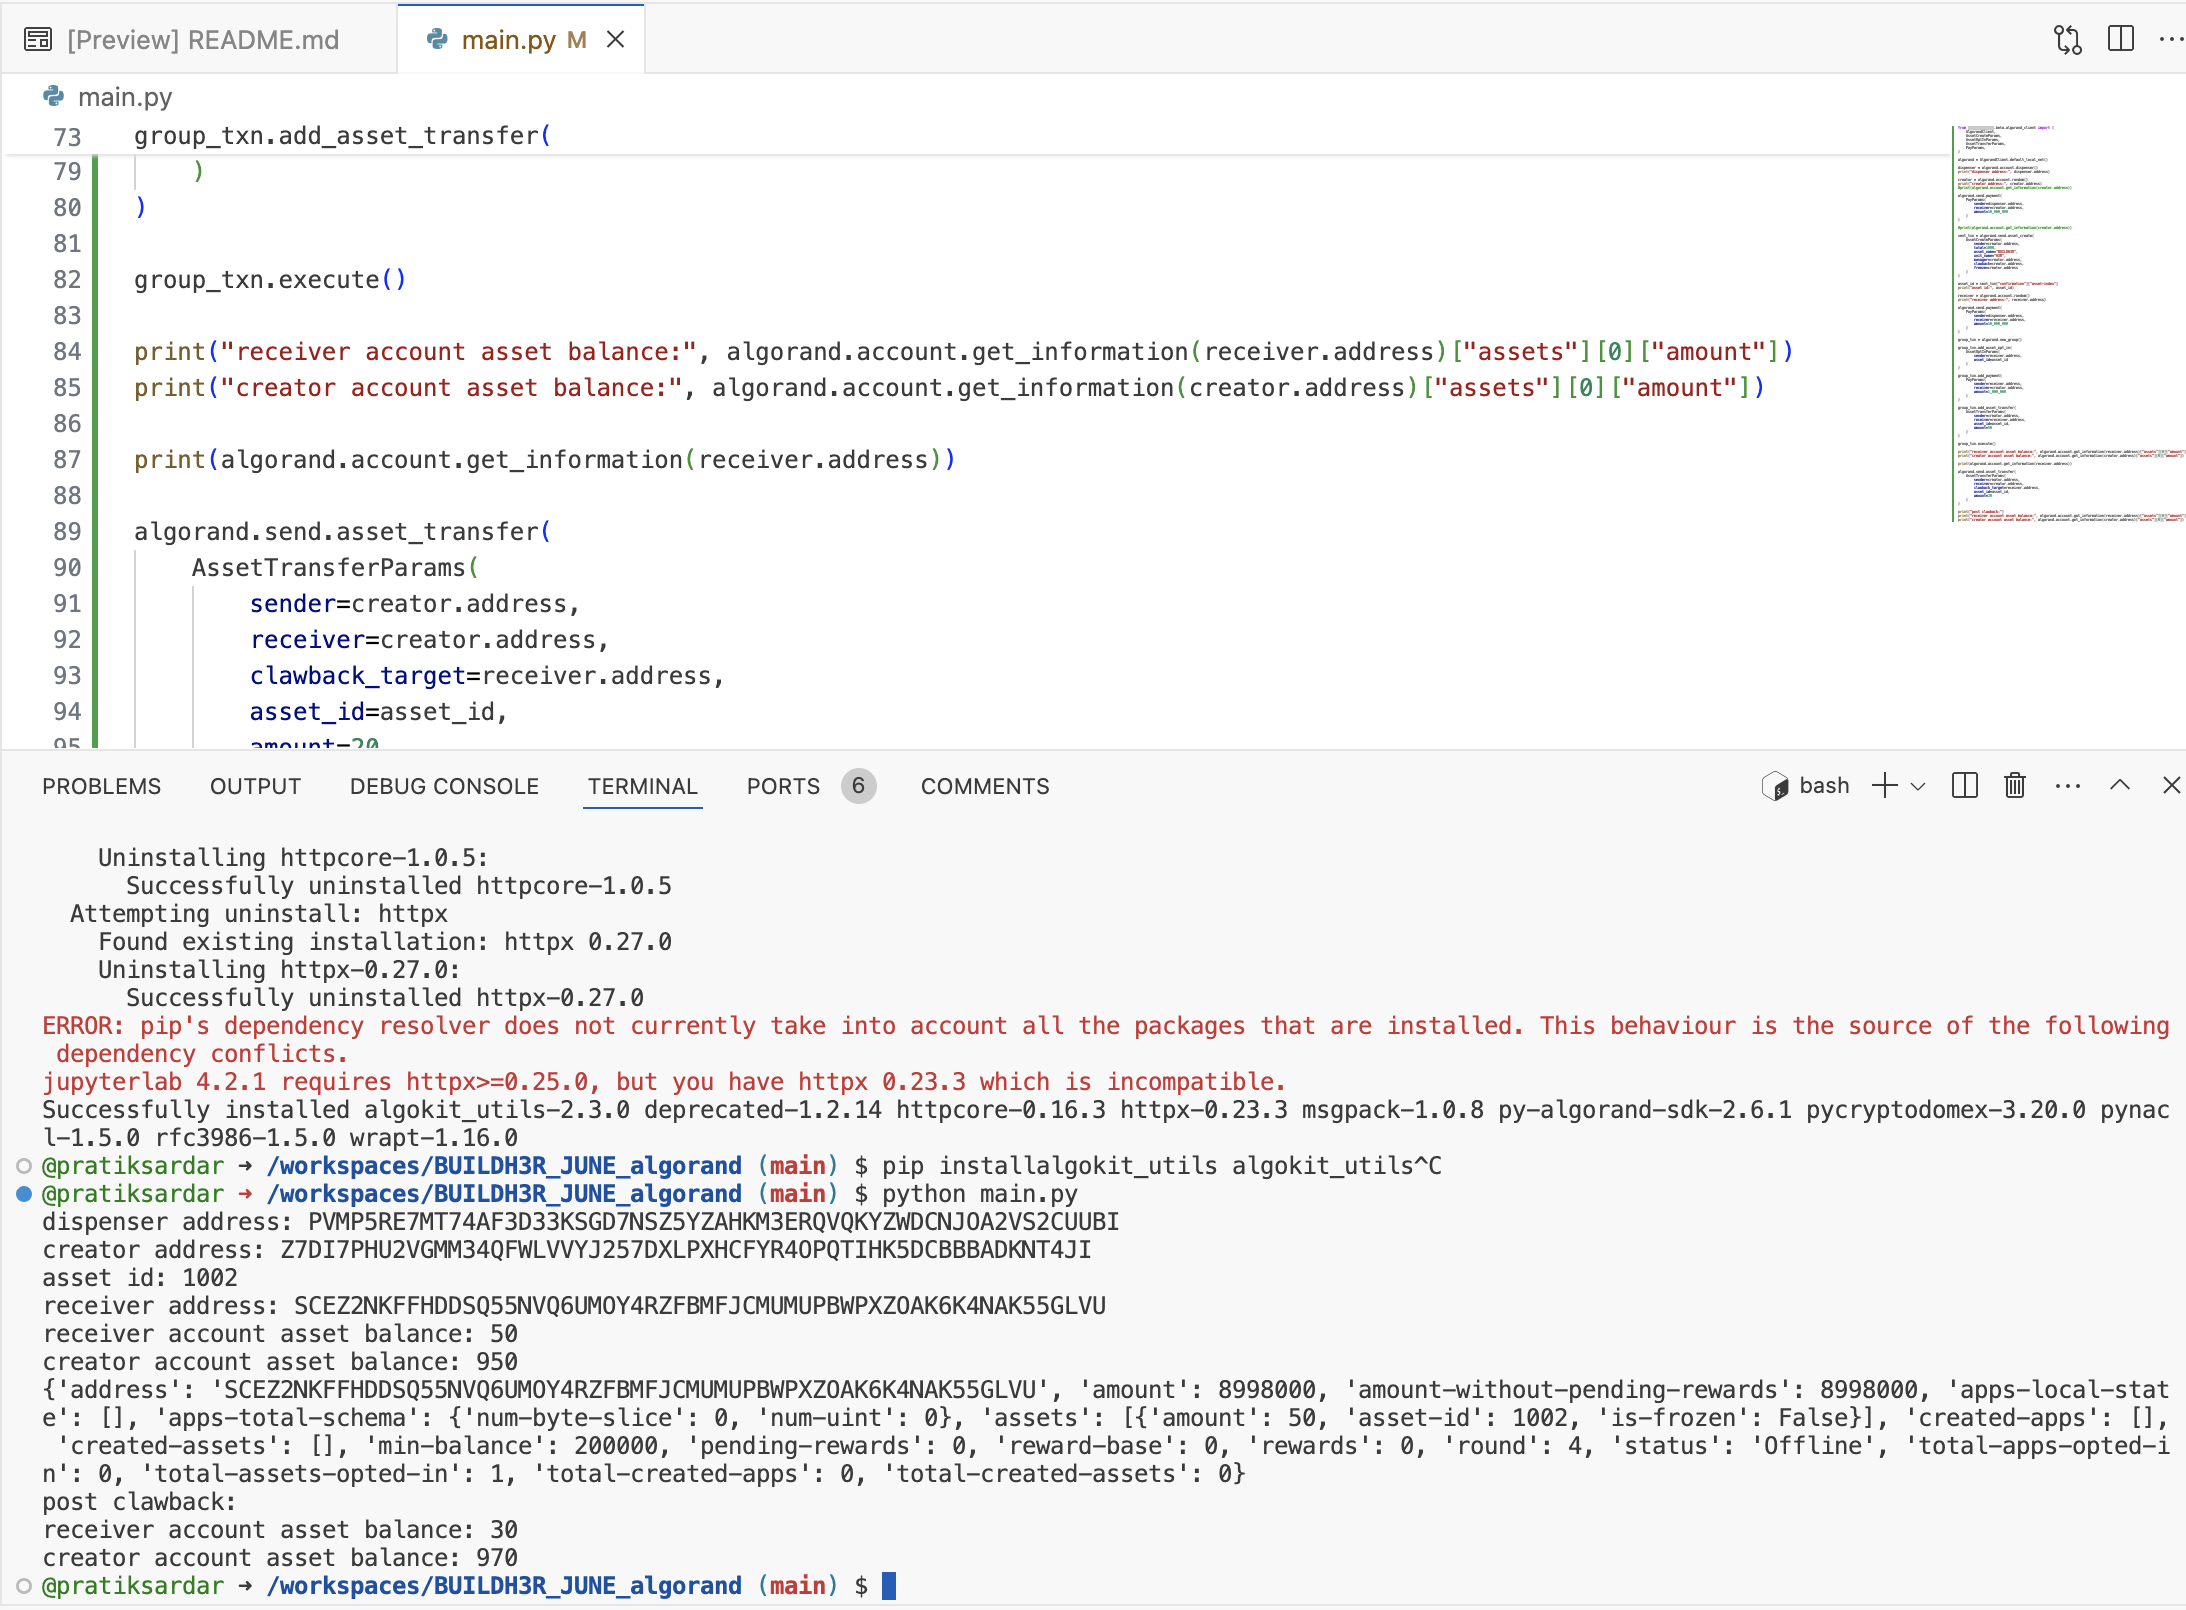 [Preview] README.md
main.py M
main.py
73 group_txn.add_asset_transfer(
79 )
80 )
81
82 group_txn.execute()
83
84 print("receiver account asset balance:", algorand.account.get_information(receiver.address)["assets"][0]["amount"])
85 print("creator account asset balance:", algorand.account.get_information(creator.address)["assets"][0]["amount"])
86
87 print(algorand.account.get_information(receiver.address))
88
89 algorand.send.asset_transfer(
90 AssetTransferParams(
91 sender=creator.address,
92 receiver=creator.address,
93 clawback_target=receiver.address,
94 asset_id=asset_id,
95 amount=20
PROBLEMS OUTPUT DEBUG CONSOLE TERMINAL PORTS 6 COMMENTS bash
Uninstalling httpcore-1.0.5:
Successfully uninstalled httpcore-1.0.5
Attempting uninstall: httpx
Found existing installation: httpx 0.27.0
Uninstalling httpx-0.27.0:
Successfully uninstalled httpx-0.27.0
ERROR: pip's dependency resolver does not currently take into account all the packages that are installed. This behaviour is the source of the following
dependency conflicts.
jupyterlab 4.2.1 requires httpx>=0.25.0, but you have httpx 0.23.3 which is incompatible.
Successfully installed algokit_utils-2.3.0 deprecated-1.2.14 httpcore-0.16.3 httpx-0.23.3 msgpack-1.0.8 py-algorand-sdk-2.6.1 pycryptodomex-3.20.0 pynac
l-1.5.0 rfc3986-1.5.0 wrapt-1.16.0
@pratiksardar ➜ /workspaces/BUILDH3R_JUNE_algorand (main) $ pip installalgokit_utils algokit_utils^C
@pratiksardar ➜ /workspaces/BUILDH3R_JUNE_algorand (main) $ python main.py
dispenser address: PVMP5RE7MT74AF3D33KSGD7NSZ5YZAHKM3ERQVQKYZWDCNJOA2VS2CUUBI
creator address: Z7DI7PHU2VGMM34QFWLVVYJ257DXLPXHCFYR4OPQTIHK5DCBBBADKNT4JI
asset id: 1002
receiver address: SCEZ2NKFFHDDSQ55NVQ6UMOY4RZFBMFJCMUMUPBWPXZOAK6K4NAK55GLVU
receiver account asset balance: 50
creator account asset balance: 950
{'address': 'SCEZ2NKFFHDDSQ55NVQ6UMOY4RZFBMFJCMUMUPBWPXZOAK6K4NAK55GLVU', 'amount': 8998000, 'amount-without-pending-rewards': 8998000, 'apps-local-stat
e': [], 'apps-total-schema': {'num-byte-slice': 0, 'num-uint': 0}, 'assets': [{'amount': 50, 'asset-id': 1002, 'is-frozen': False}], 'created-apps': [],
'created-assets': [], 'min-balance': 200000, 'pending-rewards': 0, 'reward-base': 0, 'rewards': 0, 'round': 4, 'status': 'Offline', 'total-apps-opted-i
n': 0, 'total-assets-opted-in': 1, 'total-created-apps': 0, 'total-created-assets': 0}
post clawback:
receiver account asset balance: 30
creator account asset balance: 970
@pratiksardar ➜ /workspaces/BUILDH3R_JUNE_algorand (main) $